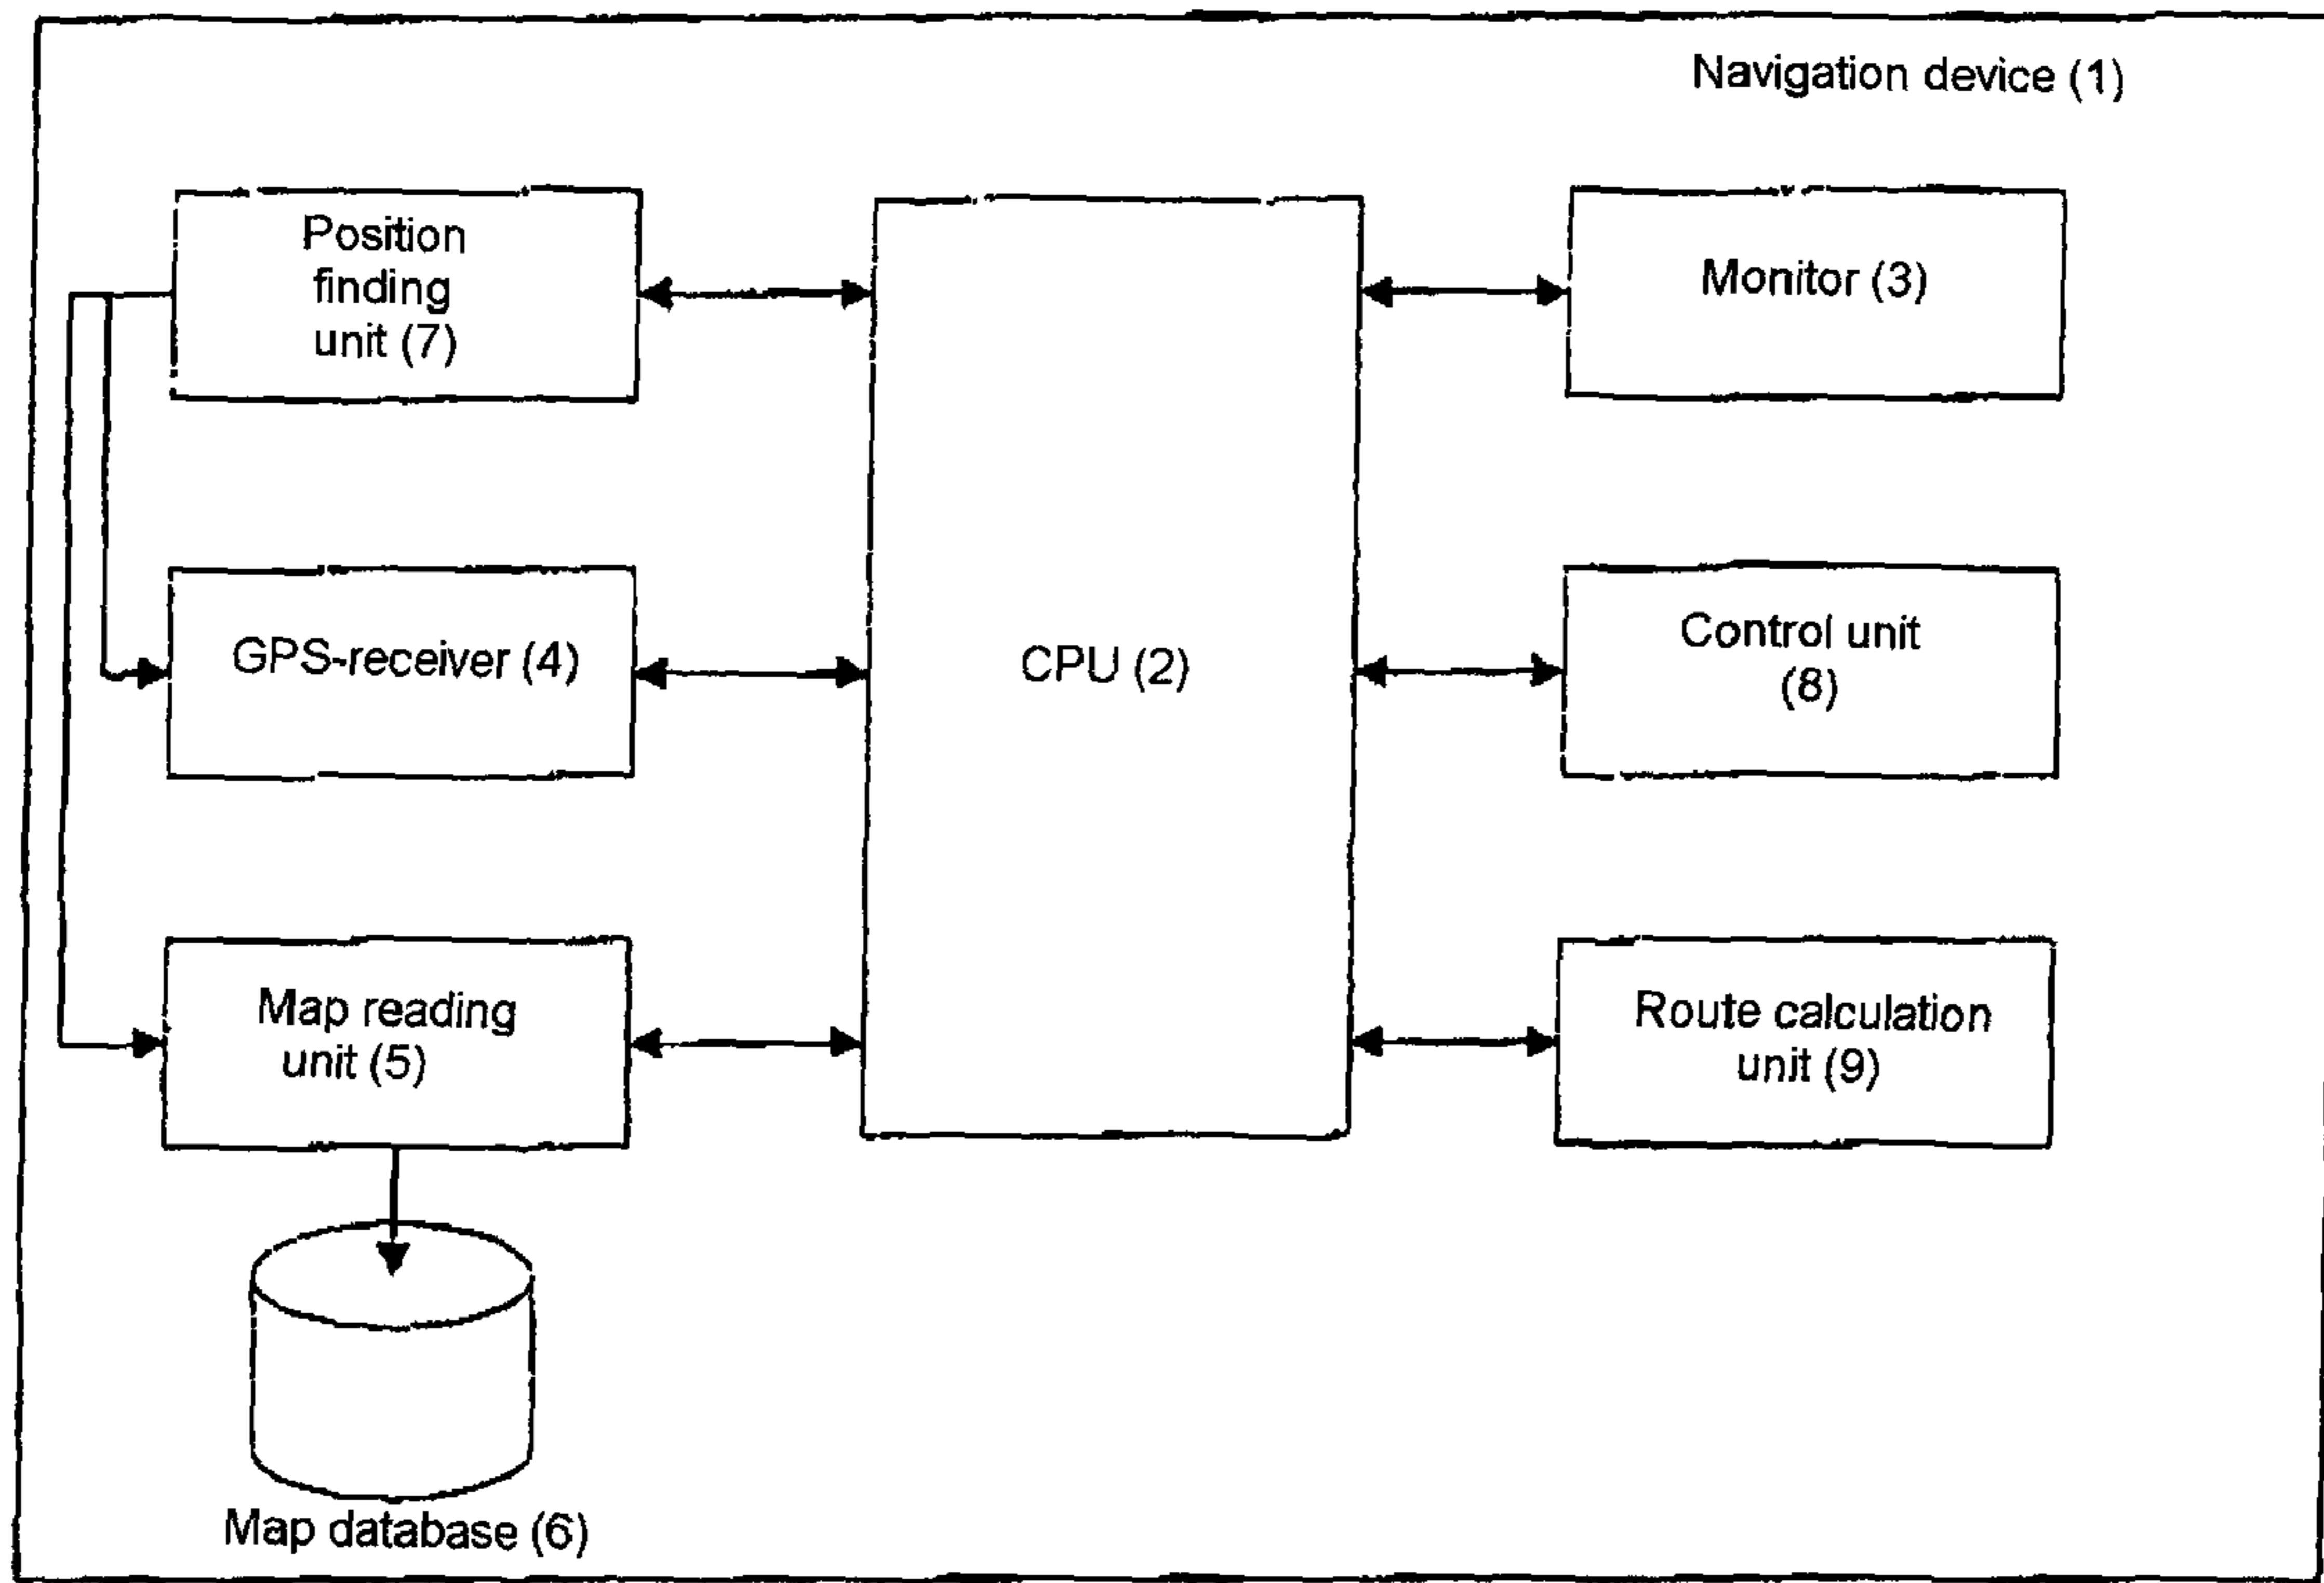 Navigation device (1)
Position
finding
unit (7)
Monitor (3)
GPS-receiver (4)
CPU (2)
Control unit
(8)
Map reading
unit (5)
Route calculation
unit (9)
Map database (6)